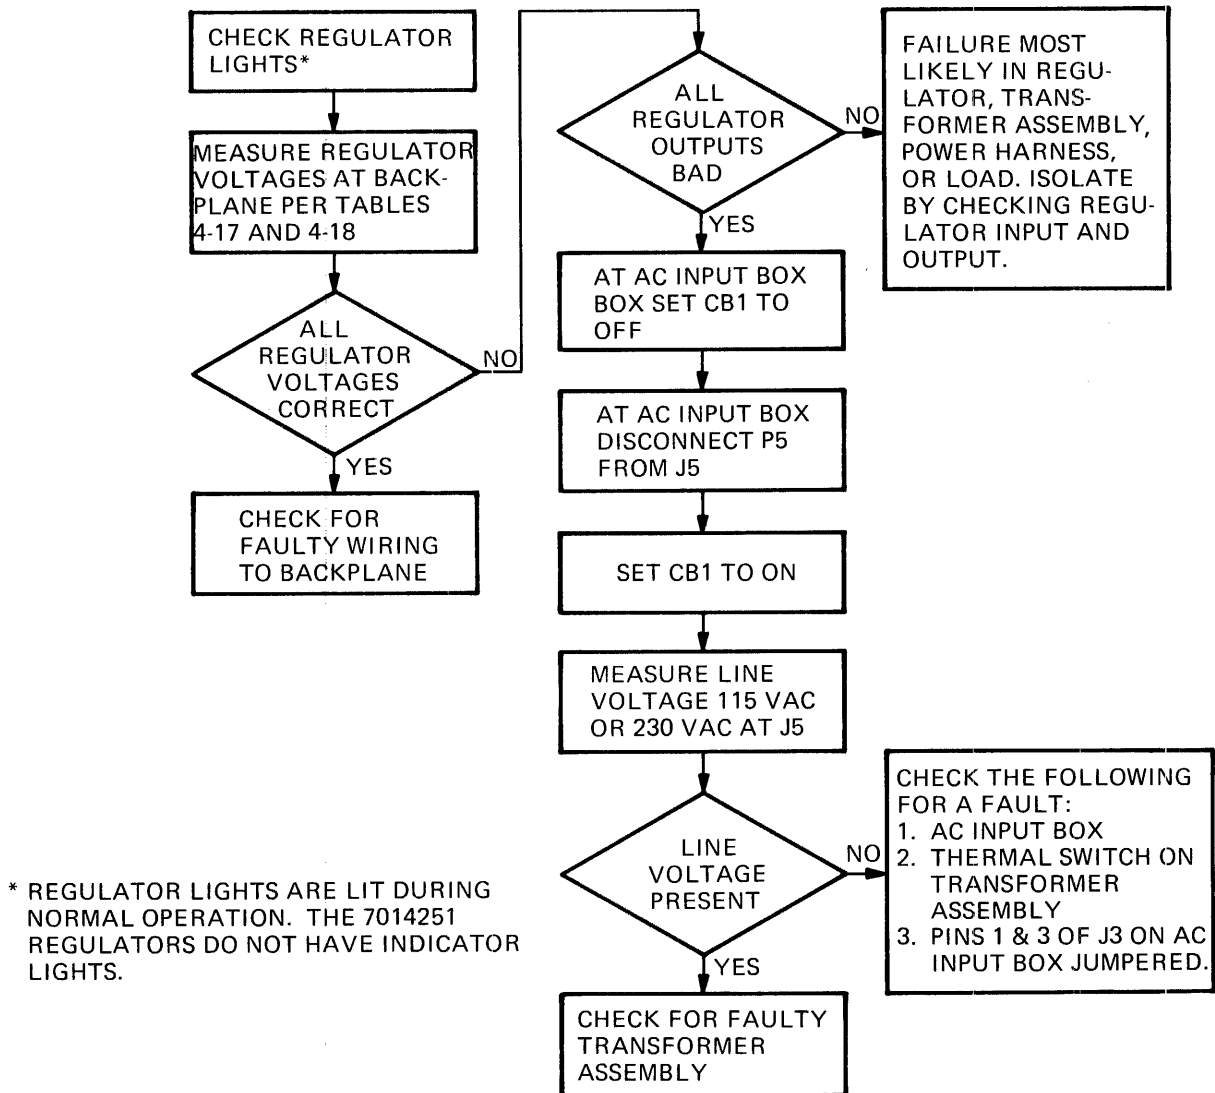 CHECK REGULATOR
LIGHTS*
MEASURE REGULATOR
VOLTAGES AT BACK-
PLANE PER TABLES
4-17 AND 4-18
ALL
REGULATOR
VOLTAGES
CORRECT
NO
YES
CHECK FOR
FAULTY WIRING
TO BACKPLANE
ALL
REGULATOR
OUTPUTS
BAD
NO
FAILURE MOST
LIKELY IN REGU-
LATOR, TRANS-
FORMER ASSEMBLY,
POWER HARNESS,
OR LOAD. ISOLATE
BY CHECKING REGU-
LATOR INPUT AND
OUTPUT.
YES
AT AC INPUT BOX
BOX SET CB1 TO
OFF
AT AC INPUT BOX
DISCONNECT P5
FROM J5
SET CB1 TO ON
MEASURE LINE
VOLTAGE 115 VAC
OR 230 VAC AT J5
LINE
VOLTAGE
PRESENT
NO
CHECK THE FOLLOWING
FOR A FAULT:
1. AC INPUT BOX
2. THERMAL SWITCH ON
TRANSFORMER
ASSEMBLY
3. PINS 1 & 3 OF J3 ON AC
INPUT BOX JUMPERED.
YES
CHECK FOR FAULTY
TRANSFORMER
ASSEMBLY
* REGULATOR LIGHTS ARE LIT DURING
NORMAL OPERATION. THE 7014251
REGULATORS DO NOT HAVE INDICATOR
LIGHTS.